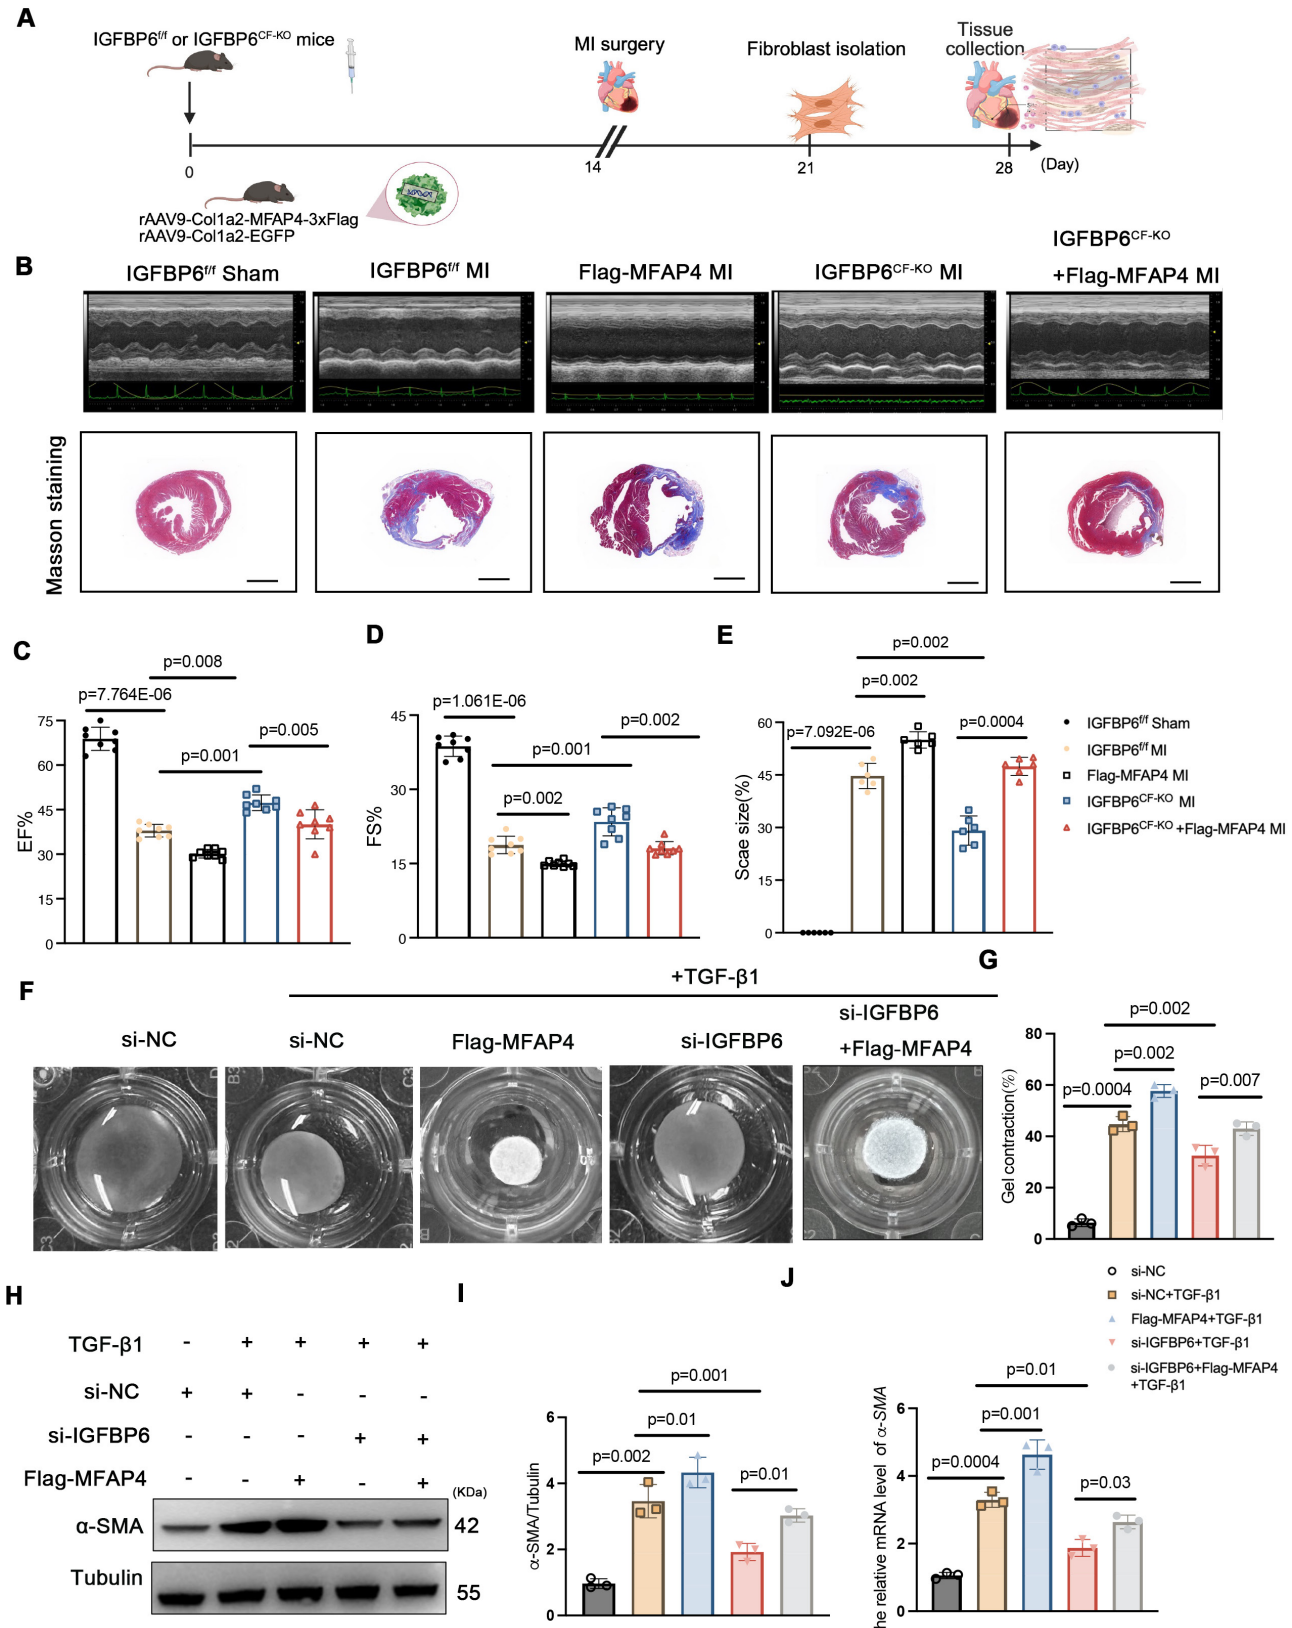 A
IGFBP6f/f or IGFBP6CF-KO mice
MI surgery
Fibroblast isolation
Tissue
collection
0
14
21
28
(Day)
rAAV9-Col1a2-MFAP4-3xFlag
rAAV9-Col1a2-EGFP
B
IGFBP6f/f Sham
IGFBP6f/f MI
Flag-MFAP4 MI
IGFBP6CF-KO MI
IGFBP6CF-KO
+Flag-MFAP4 MI
Masson staining
C
p=0.008
p=7.764E-06
p=0.005
p=0.001
EF%
75
60
45
30
15
0
D
p=1.061E-06
p=0.002
p=0.001
p=0.002
FS%
45
30
15
0
E
p=0.002
p=0.002
p=7.092E-06
p=0.0004
Scae size(%)
60
45
30
15
0
IGFBP6f/f Sham
IGFBP6f/f MI
Flag-MFAP4 MI
IGFBP6CF-KO MI
IGFBP6CF-KO +Flag-MFAP4 MI
F
+TGF-β1
si-NC
si-NC
Flag-MFAP4
si-IGFBP6
si-IGFBP6
+Flag-MFAP4
G
p=0.002
p=0.002
p=0.0004
p=0.007
Gel contraction(%)
80
60
40
20
0
si-NC
si-NC+TGF-β1
Flag-MFAP4+TGF-β1
si-IGFBP6+TGF-β1
si-IGFBP6+Flag-MFAP4
+TGF-β1
H
TGF-β1 - + + + +
si-NC + + - - -
si-IGFBP6 - - - + +
Flag-MFAP4 - - + - +
(KDa)
α-SMA 42
Tubulin 55
I
p=0.001
p=0.01
p=0.002
p=0.01
α-SMA/Tubulin
6
4
2
0
J
p=0.01
p=0.001
p=0.0004
p=0.03
he relative mRNA level of α-SMA
6
4
2
0